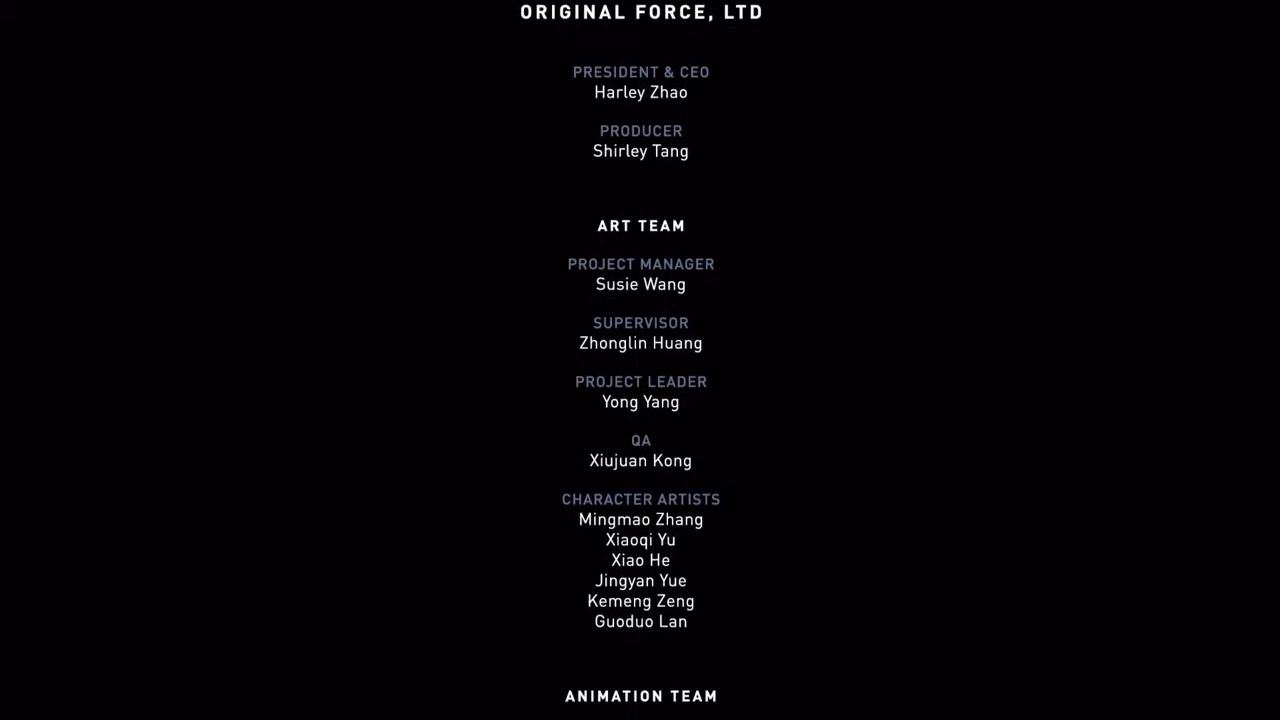 ORIGINAL FORCE, LTD
PRESIDENT & CEO
Harley Zhao
PRODUCER
Shirley Tang
ART TEAM
PROJECT MANAGER
Susie Wang
SUPERVISOR
Zhonglin Huang
PROJECT LEADER
Yong Yang
QA
Xiujuan Kong
CHARACTER ARTISTS
Mingmao Zhang
Xiaoqi Yu
Xiao He
Jingyan Yue
Kemeng Zeng
Guoduo Lan
ANIMATION TEAM